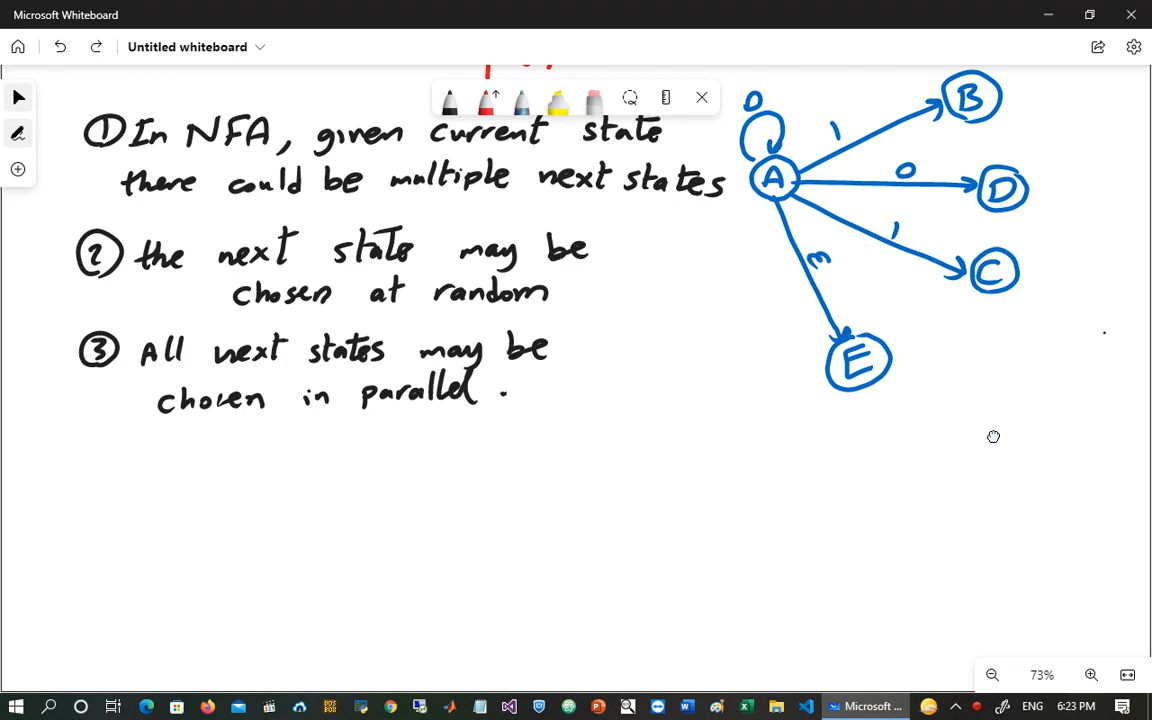 Microsoft Whiteboard
Untitled whiteboard
① In NFA, given current state
there could be multiple next states
② the next state may be
chosen at random
③ All next states may be
chosen in parallel .
0
A
1
B
0
D
1
C
ε
E
73%
Microsoft ...
ENG
6:23 PM